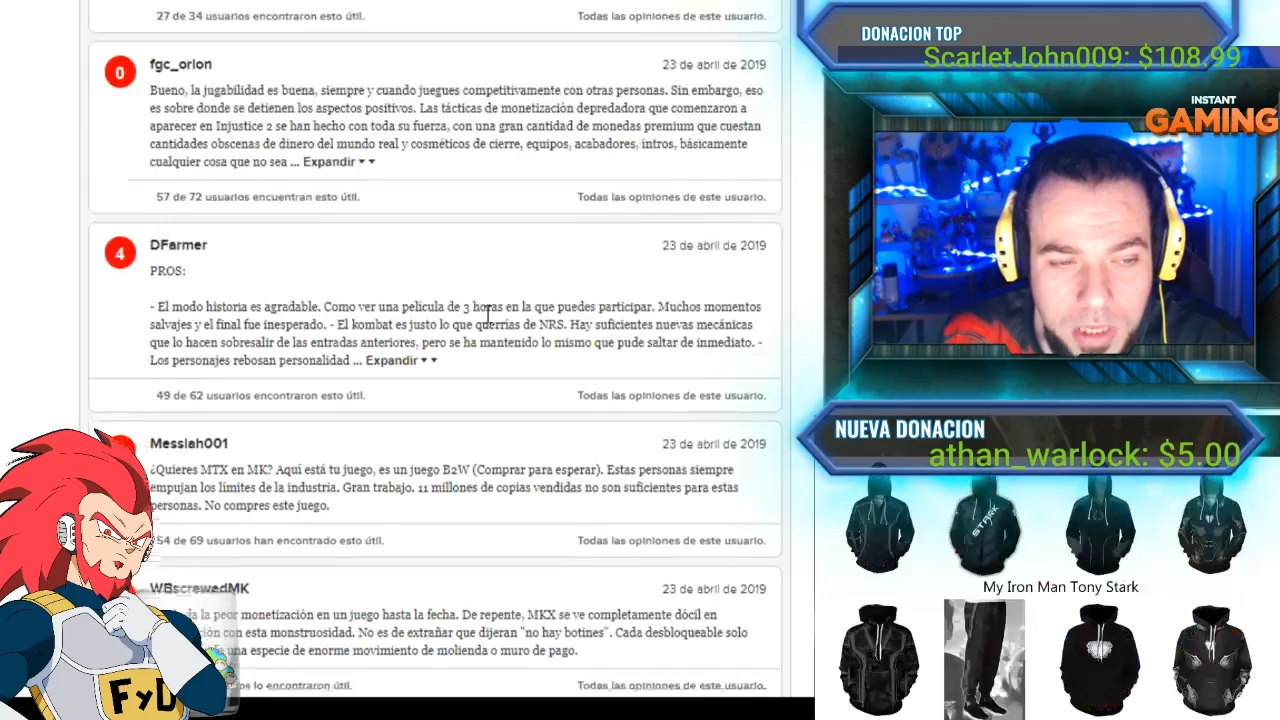 27 de 34 usuarios encontraron esto útil.
Todas las opiniones de este usuario.
0
fgc_orion
23 de abril de 2019
Bueno, la jugabilidad es buena, siempre y cuando juegues competitivamente con otras personas. Sin embargo, eso
es sobre donde se detienen los aspectos positivos. Las tácticas de monetización depredadora que comenzaron a
aparecer en Injustice 2 se han hecho con toda su fuerza, con una gran cantidad de monedas premium que cuestan
cantidades obscenas de dinero del mundo real y cosméticos de cierre, equipos, acabadores, intros, básicamente
cualquier cosa que no sea ... Expandir
57 de 72 usuarios encuentran esto útil.
Todas las opiniones de este usuario.
4
DFarmer
23 de abril de 2019
PROS:
- El modo historia es agradable. Como ver una película de 3 horas en la que puedes participar. Muchos momentos
salvajes y el final fue inesperado. - El kombat es justo lo que querrías de NRS. Hay suficientes nuevas mecánicas
que lo hacen sobresalir de las entradas anteriores, pero se ha mantenido lo mismo que pude saltar de inmediato. -
Los personajes rebosan personalidad ... Expandir
49 de 62 usuarios encontraron esto útil.
Todas las opiniones de este usuario.
Messiah001
23 de abril de 2019
¿Quieres MTX en MK? Aquí está tu juego, es un juego B2W (Comprar para esperar). Estas personas siempre
empujan los límites de la industria. Gran trabajo. 11 millones de copias vendidas no son suficientes para estas
personas. No compres este juego.
54 de 69 usuarios han encontrado esto útil.
Todas las opiniones de este usuario.
WBscrewedMK
23 de abril de 2019
la peor monetización en un juego hasta la fecha. De repente, MKX se ve completamente dócil en
con esta monstruosidad. No es de extrañar que dijeran "no hay botines". Cada desbloqueable solo
una especie de enorme movimiento de molienda o muro de pago.
lo encontraron útil.
Todas las opiniones de este usuario.
FyD
DONACION TOP
ScarletJohn009: $108.99
INSTANT
GAMING
NUEVA DONACION
athan_warlock: $5.00
STARK
My Iron Man Tony Stark